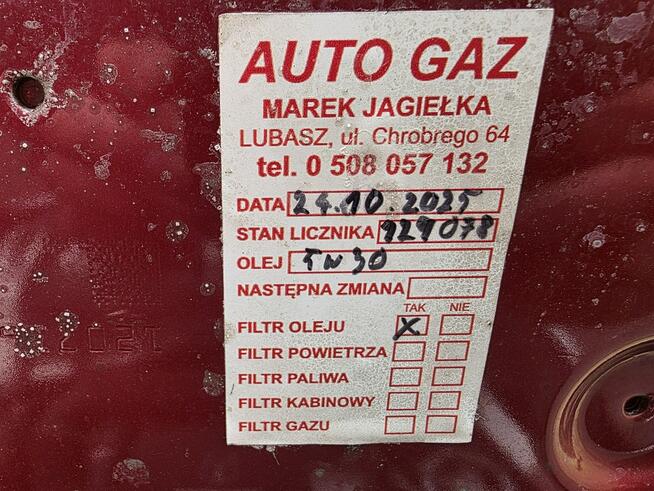 AUTO GAZ
MAREK JAGIEŁKA
LUBASZ, ul. Chrobrego 64
tel. 0 508 057 132
DATA 24.10.2025
STAN LICZNIKA 229078
OLEJ 5W30
NASTĘPNA ZMIANA
TAK NIE
FILTR OLEJU X
FILTR POWIETRZA
FILTR PALIWA
FILTR KABINOWY
FILTR GAZU